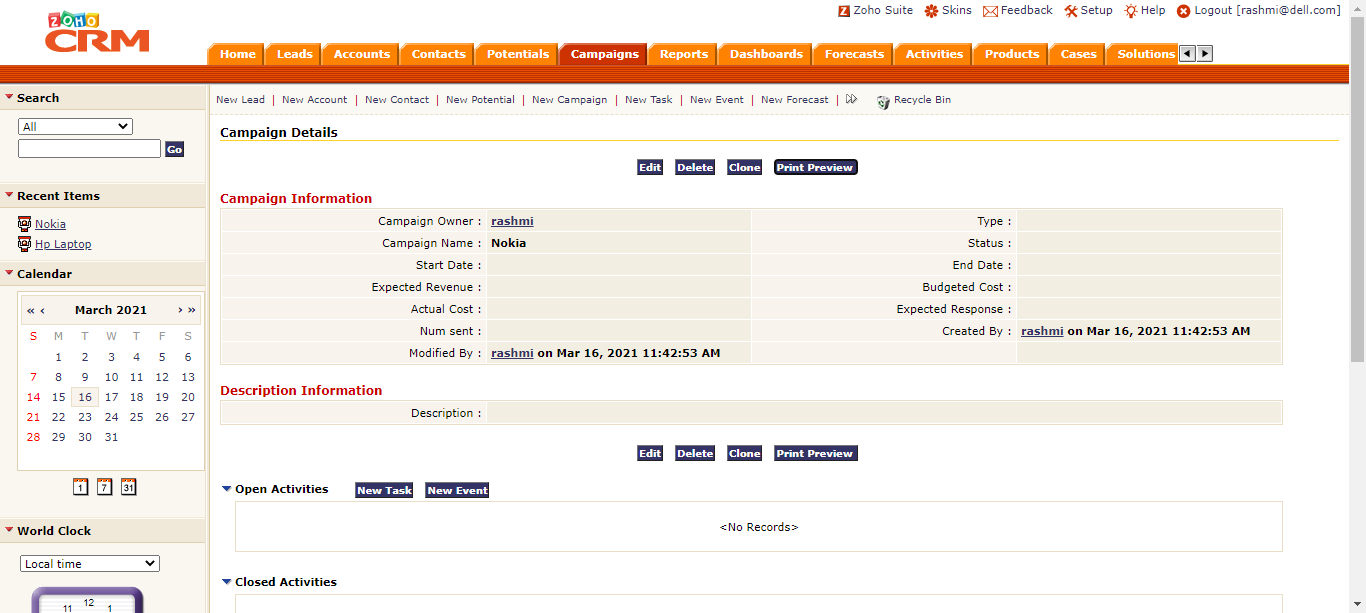 Zoho Suite Skins Feedback Setup Help Logout [rashmi@dell.com]
ZOHO
CRM
Home Leads Accounts Contacts Potentials Campaigns Reports Dashboards Forecasts Activities Products Cases Solutions
Search
All
Go
Recent Items
Nokia
Hp Laptop
Calendar
« ‹ March 2021 › »
S M T W T F S
1 2 3 4 5 6
7 8 9 10 11 12 13
14 15 16 17 18 19 20
21 22 23 24 25 26 27
28 29 30 31
1 7 31
World Clock
Local time
11 12 1
New Lead | New Account | New Contact | New Potential | New Campaign | New Task | New Event | New Forecast | Recycle Bin
Campaign Details
Edit Delete Clone Print Preview
Campaign Information
Campaign Owner : rashmi Type :
Campaign Name : Nokia Status :
Start Date : End Date :
Expected Revenue : Budgeted Cost :
Actual Cost : Expected Response :
Num sent : Created By : rashmi on Mar 16, 2021 11:42:53 AM
Modified By : rashmi on Mar 16, 2021 11:42:53 AM
Description Information
Description :
Edit Delete Clone Print Preview
Open Activities New Task New Event
<No Records>
Closed Activities